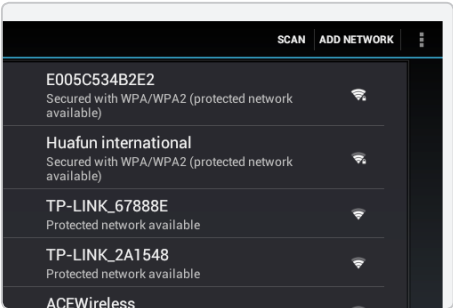 SCAN ADD NETWORK
E005C534B2E2
Secured with WPA/WPA2 (protected network
available)
Huafun international
Secured with WPA/WPA2 (protected network
available)
TP-LINK_67888E
Protected network available
TP-LINK_2A1548
Protected network available
ACEWireless